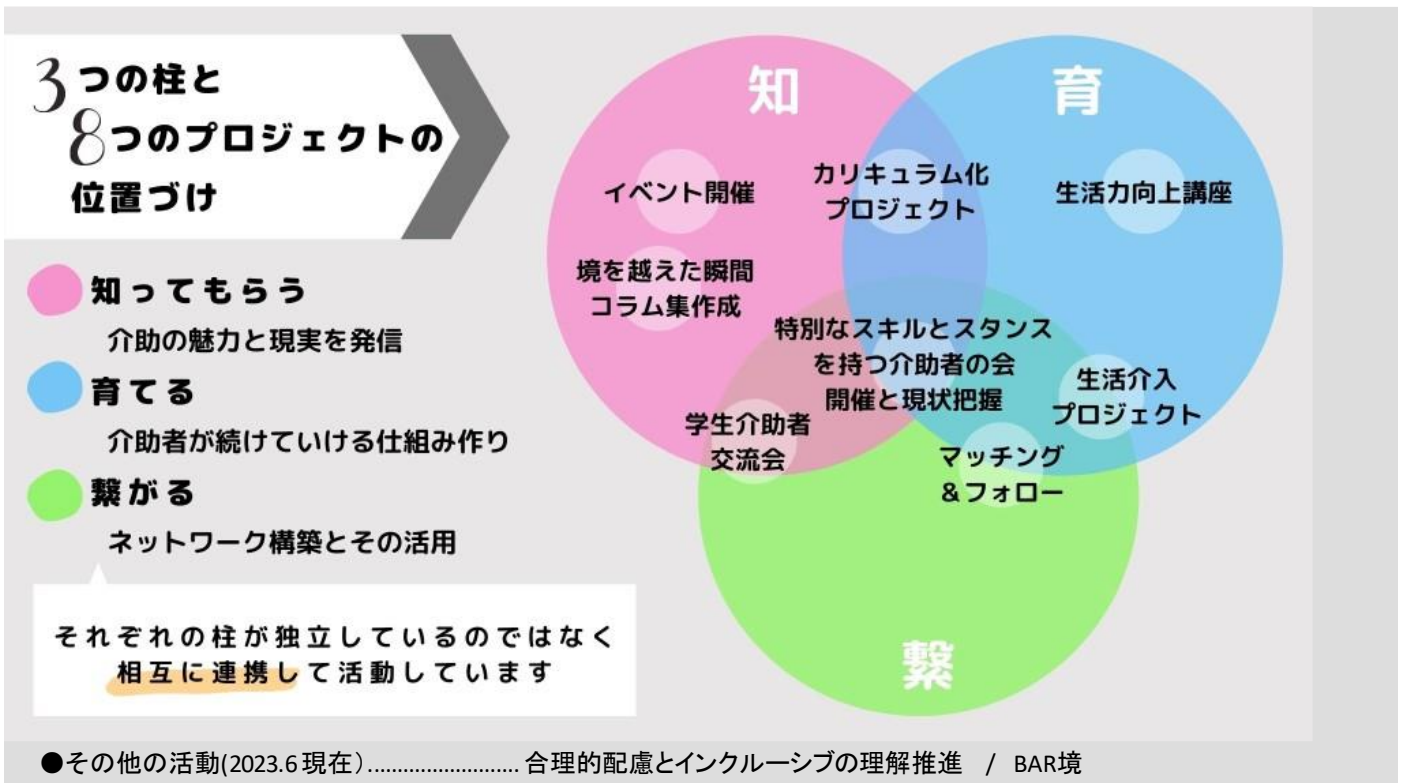 3つの柱と
8つのプロジェクトの
位置づけ
知ってもらう
介助の魅力と現実を発信
育てる
介助者が続けていける仕組み作り
繋がる
ネットワーク構築とその活用
それぞれの柱が独立しているのではなく
相互に連携して活動しています
知
育
イベント開催
カリキュラム化
プロジェクト
生活力向上講座
境を越えた瞬間
コラム集作成
特別なスキルとスタンス
を持つ介助者の会
開催と現状把握
生活介入
プロジェクト
学生介助者
交流会
マッチング
&フォロー
繋
●その他の活動(2023.6現在)......................... 合理的配慮とインクルーシブの理解推進 / BAR境